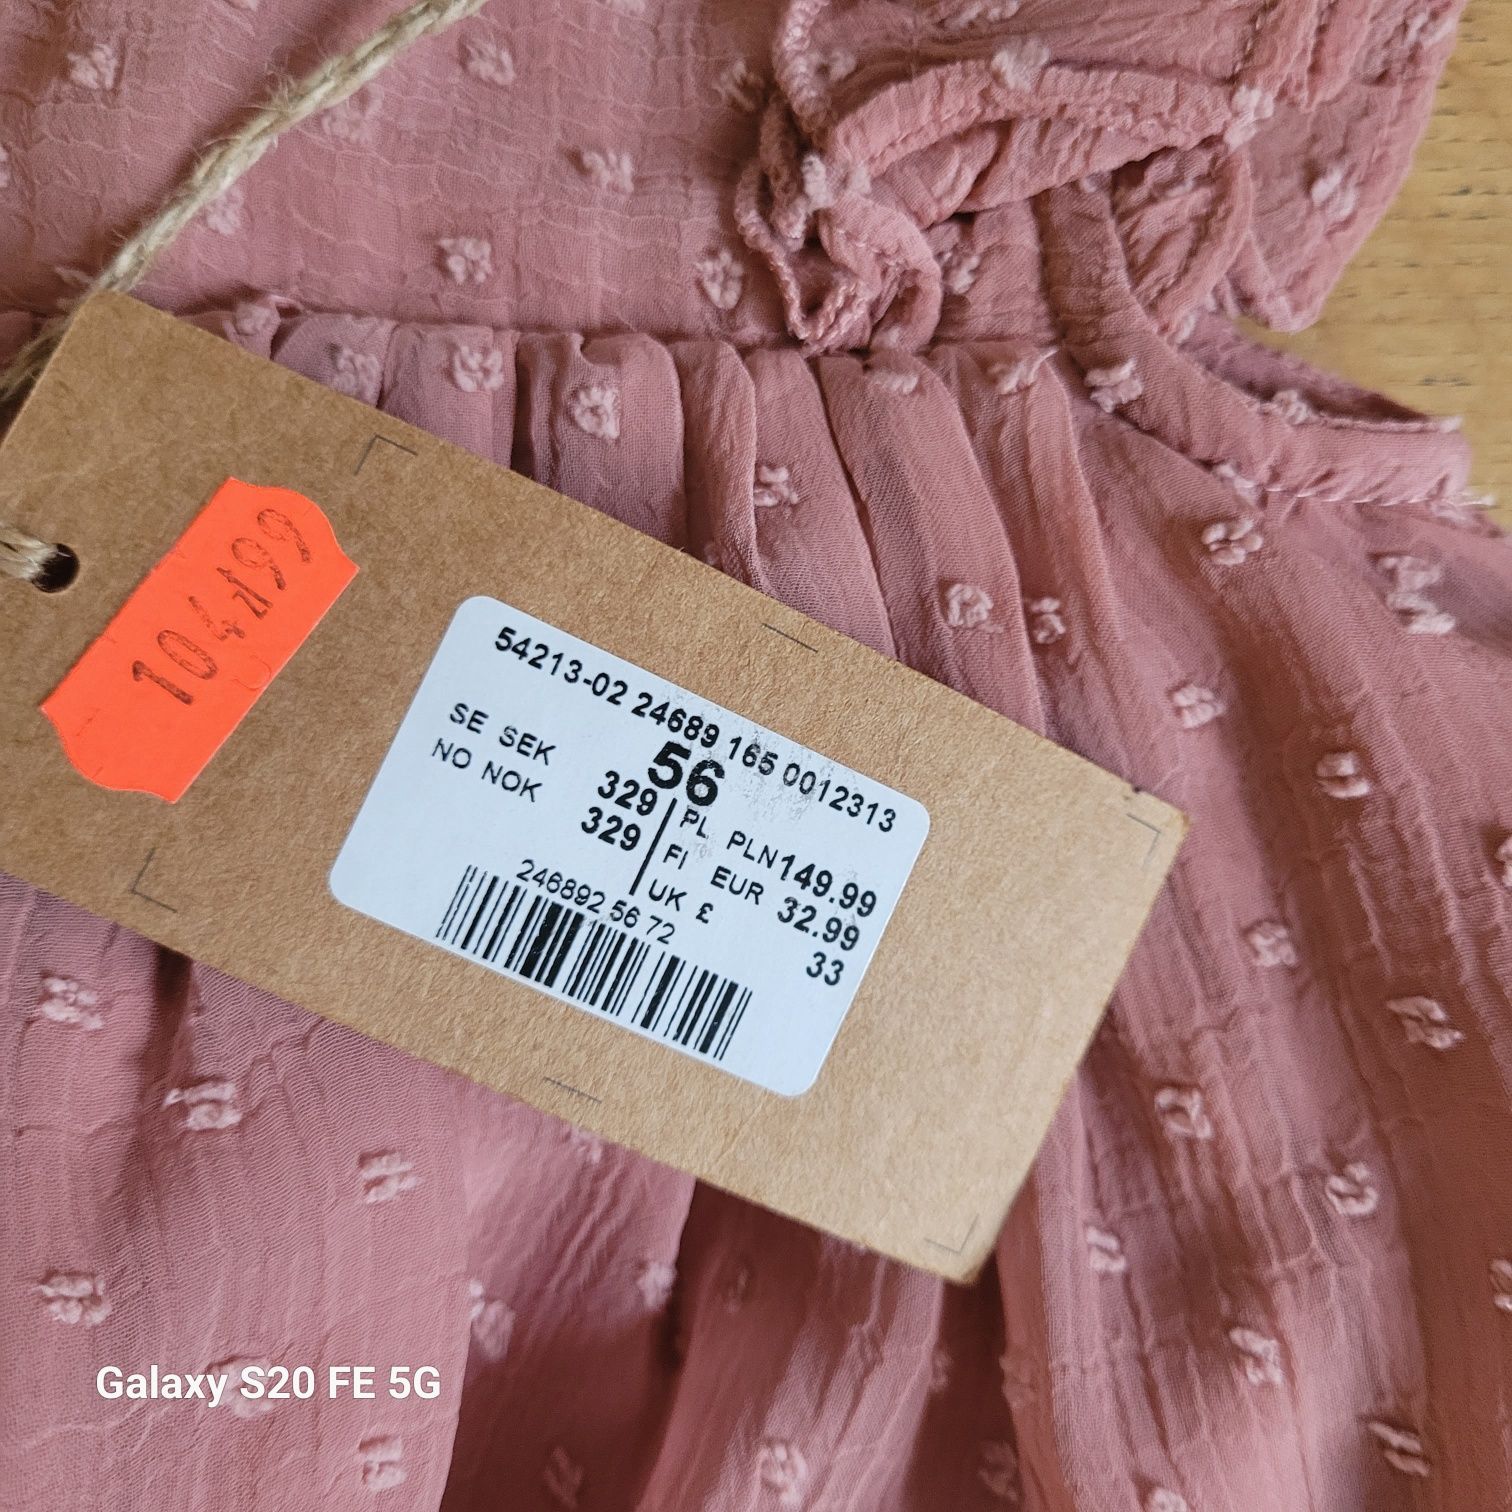 104,99
54213-02 24689 165 0012313
56
SE SEK 329
NO NOK 329
PL PLN 149.99
FI EUR 32.99
UK £ 33
246892 56 72
Galaxy S20 FE 5G